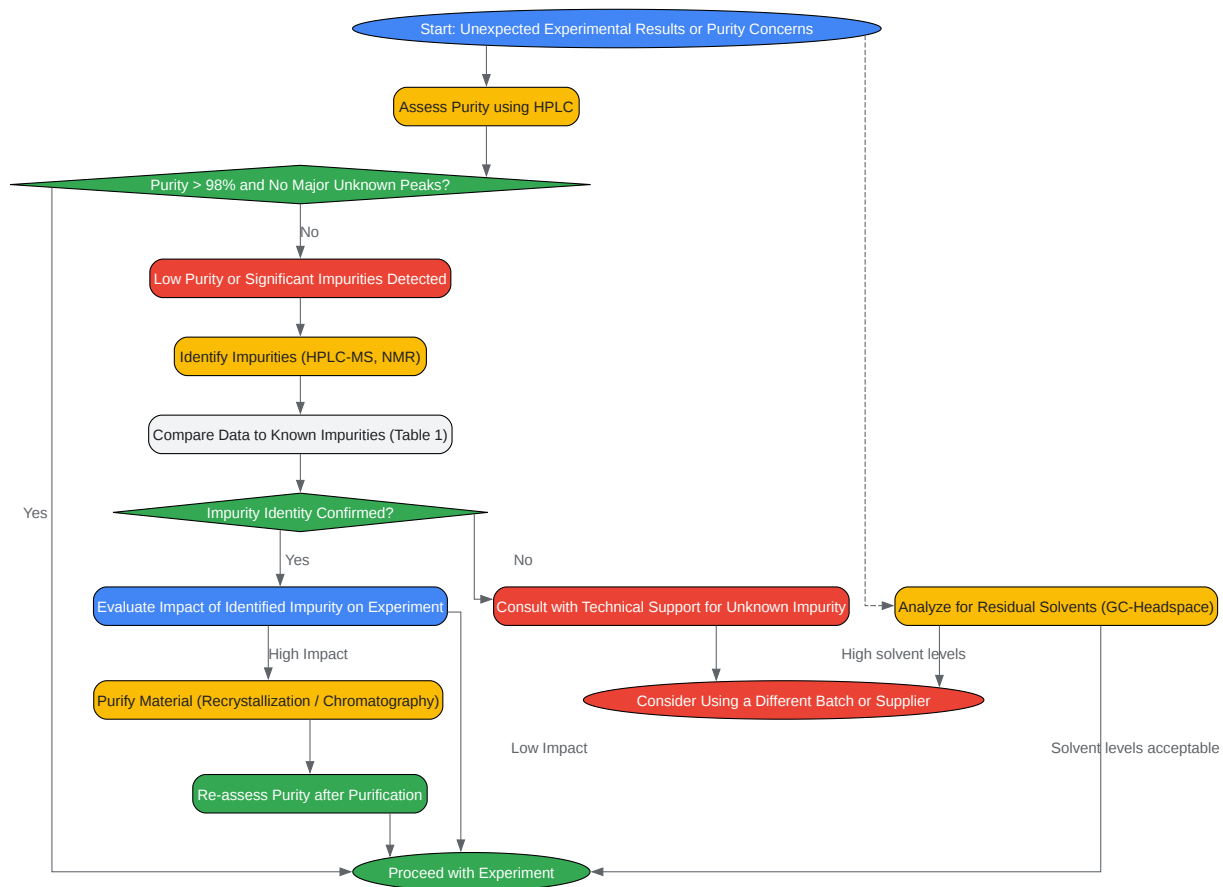 Start: Unexpected Experimental Results or Purity Concerns
Assess Purity using HPLC
Purity > 98% and No Major Unknown Peaks?
No
Low Purity or Significant Impurities Detected
Identify Impurities (HPLC-MS, NMR)
Compare Data to Known Impurities (Table 1)
Yes
Impurity Identity Confirmed?
Yes
No
Evaluate Impact of Identified Impurity on Experiment
Consult with Technical Support for Unknown Impurity
Analyze for Residual Solvents (GC-Headspace)
High Impact
High solvent levels
Purify Material (Recrystallization / Chromatography)
Consider Using a Different Batch or Supplier
Low Impact
Solvent levels acceptable
Re-assess Purity after Purification
Proceed with Experiment